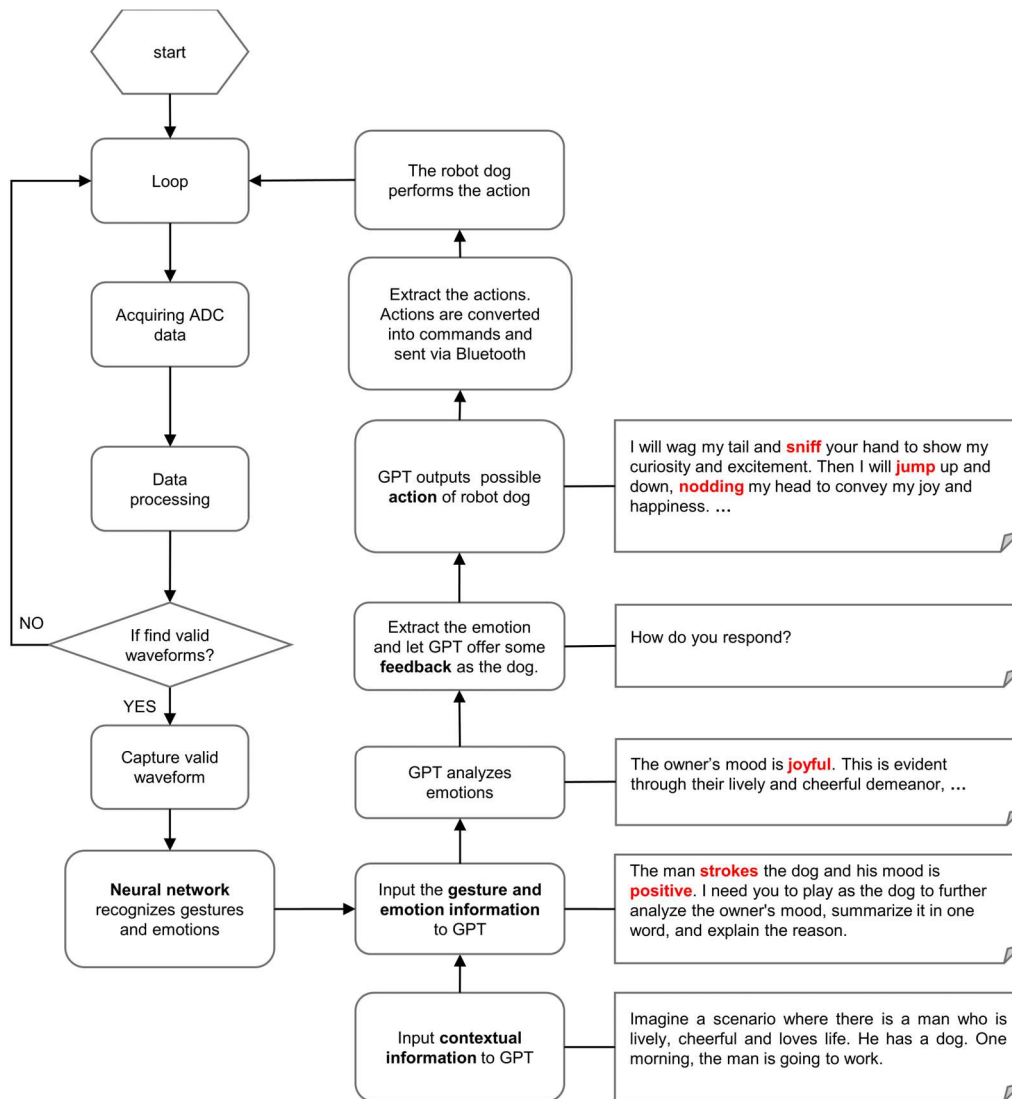 start
Loop
Acquiring ADC
data
Data
processing
NO
If find valid
waveforms?
YES
Capture valid
waveform
Neural network
recognizes gestures
and emotions
The robot dog
performs the action
Extract the actions.
Actions are converted
into commands and
sent via Bluetooth
GPT outputs possible
action of robot dog
I will wag my tail and sniff your hand to show my
curiosity and excitement. Then I will jump up and
down, nodding my head to convey my joy and
happiness. ...
Extract the emotion
and let GPT offer some
feedback as the dog.
How do you respond?
GPT analyzes
emotions
The owner's mood is joyful. This is evident
through their lively and cheerful demeanor, ...
Input the gesture and
emotion information
to GPT
The man strokes the dog and his mood is
positive. I need you to play as the dog to further
analyze the owner's mood, summarize it in one
word, and explain the reason.
Input contextual
information to GPT
Imagine a scenario where there is a man who is
lively, cheerful and loves life. He has a dog. One
morning, the man is going to work.